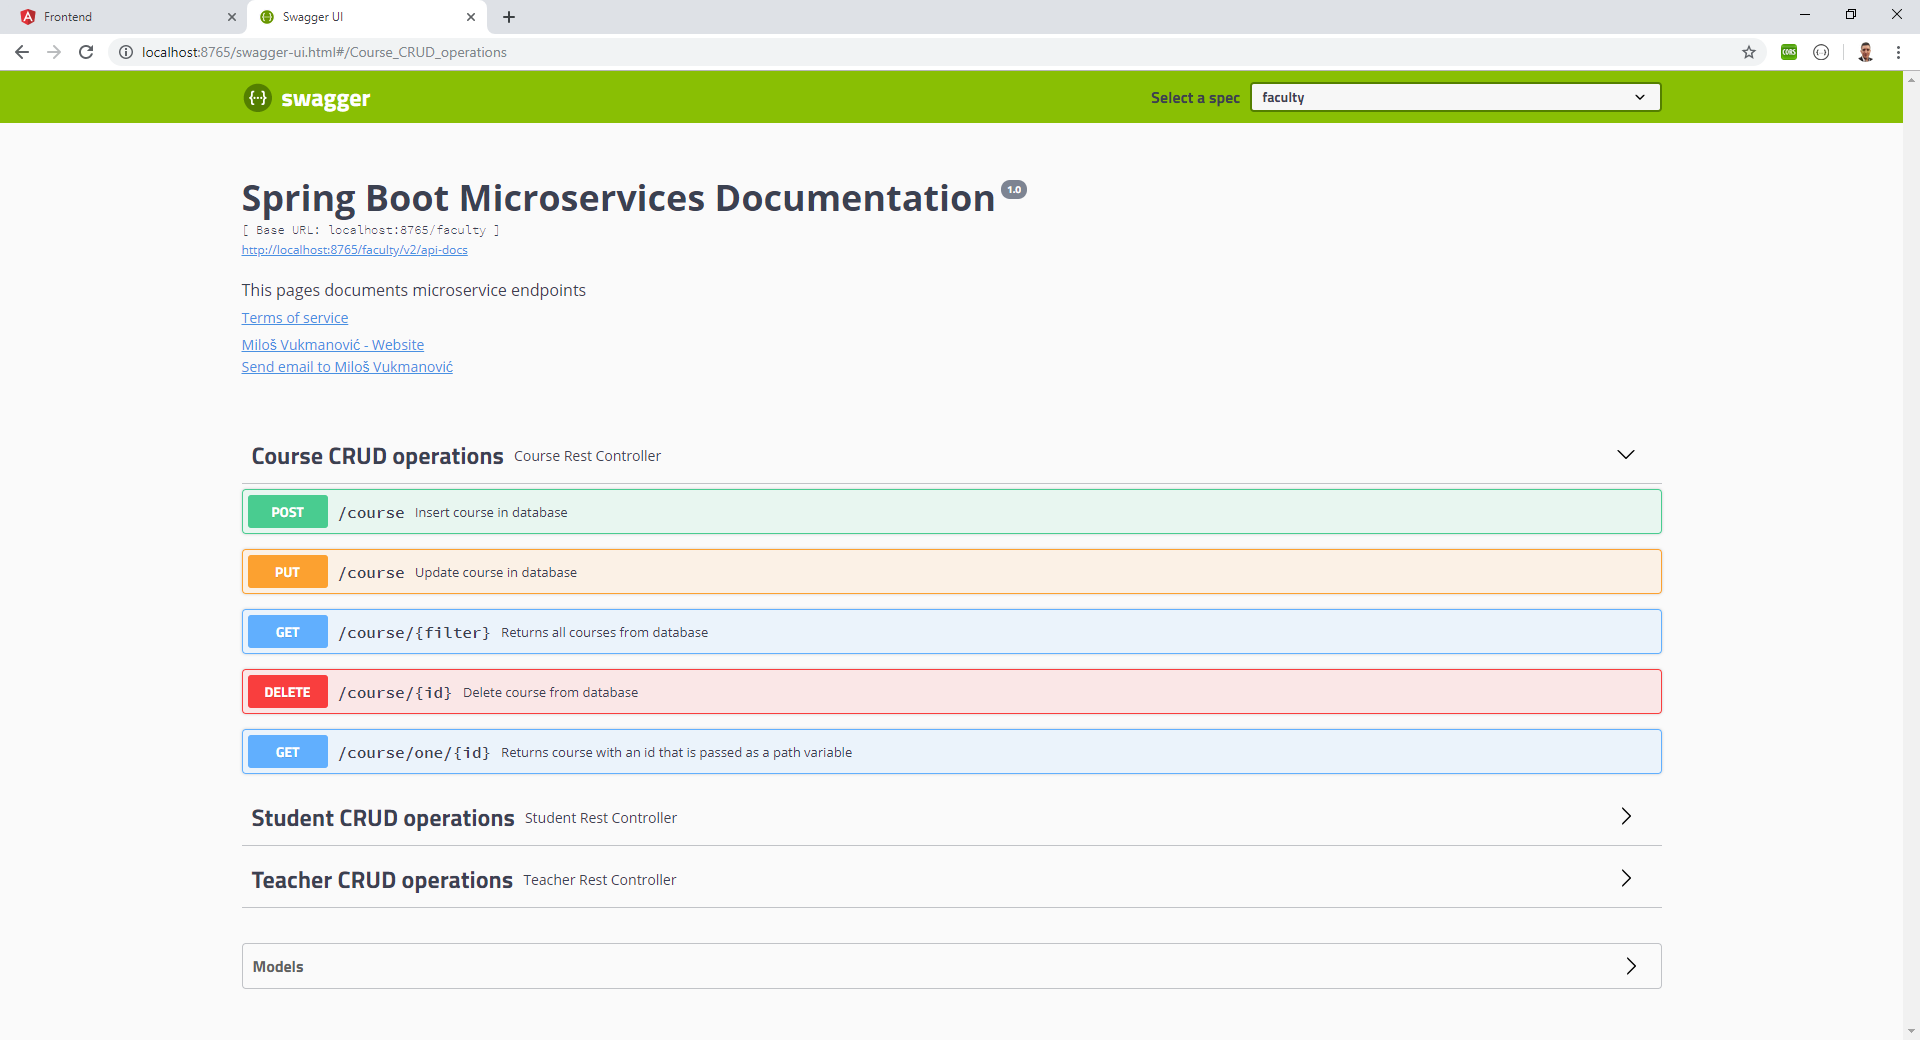 Frontend
Swagger UI
localhost:8765/swagger-ui.html#/Course_CRUD_operations
CORS
{··}
{···} swagger
Select a spec
faculty
Spring Boot Microservices Documentation 1.0
[ Base URL: localhost:8765/faculty ]
http://localhost:8765/faculty/v2/api-docs
This pages documents microservice endpoints
Terms of service
Miloš Vukmanović - Website
Send email to Miloš Vukmanović
Course CRUD operations Course Rest Controller
POST /course Insert course in database
PUT /course Update course in database
GET /course/{filter} Returns all courses from database
DELETE /course/{id} Delete course from database
GET /course/one/{id} Returns course with an id that is passed as a path variable
Student CRUD operations Student Rest Controller
Teacher CRUD operations Teacher Rest Controller
Models